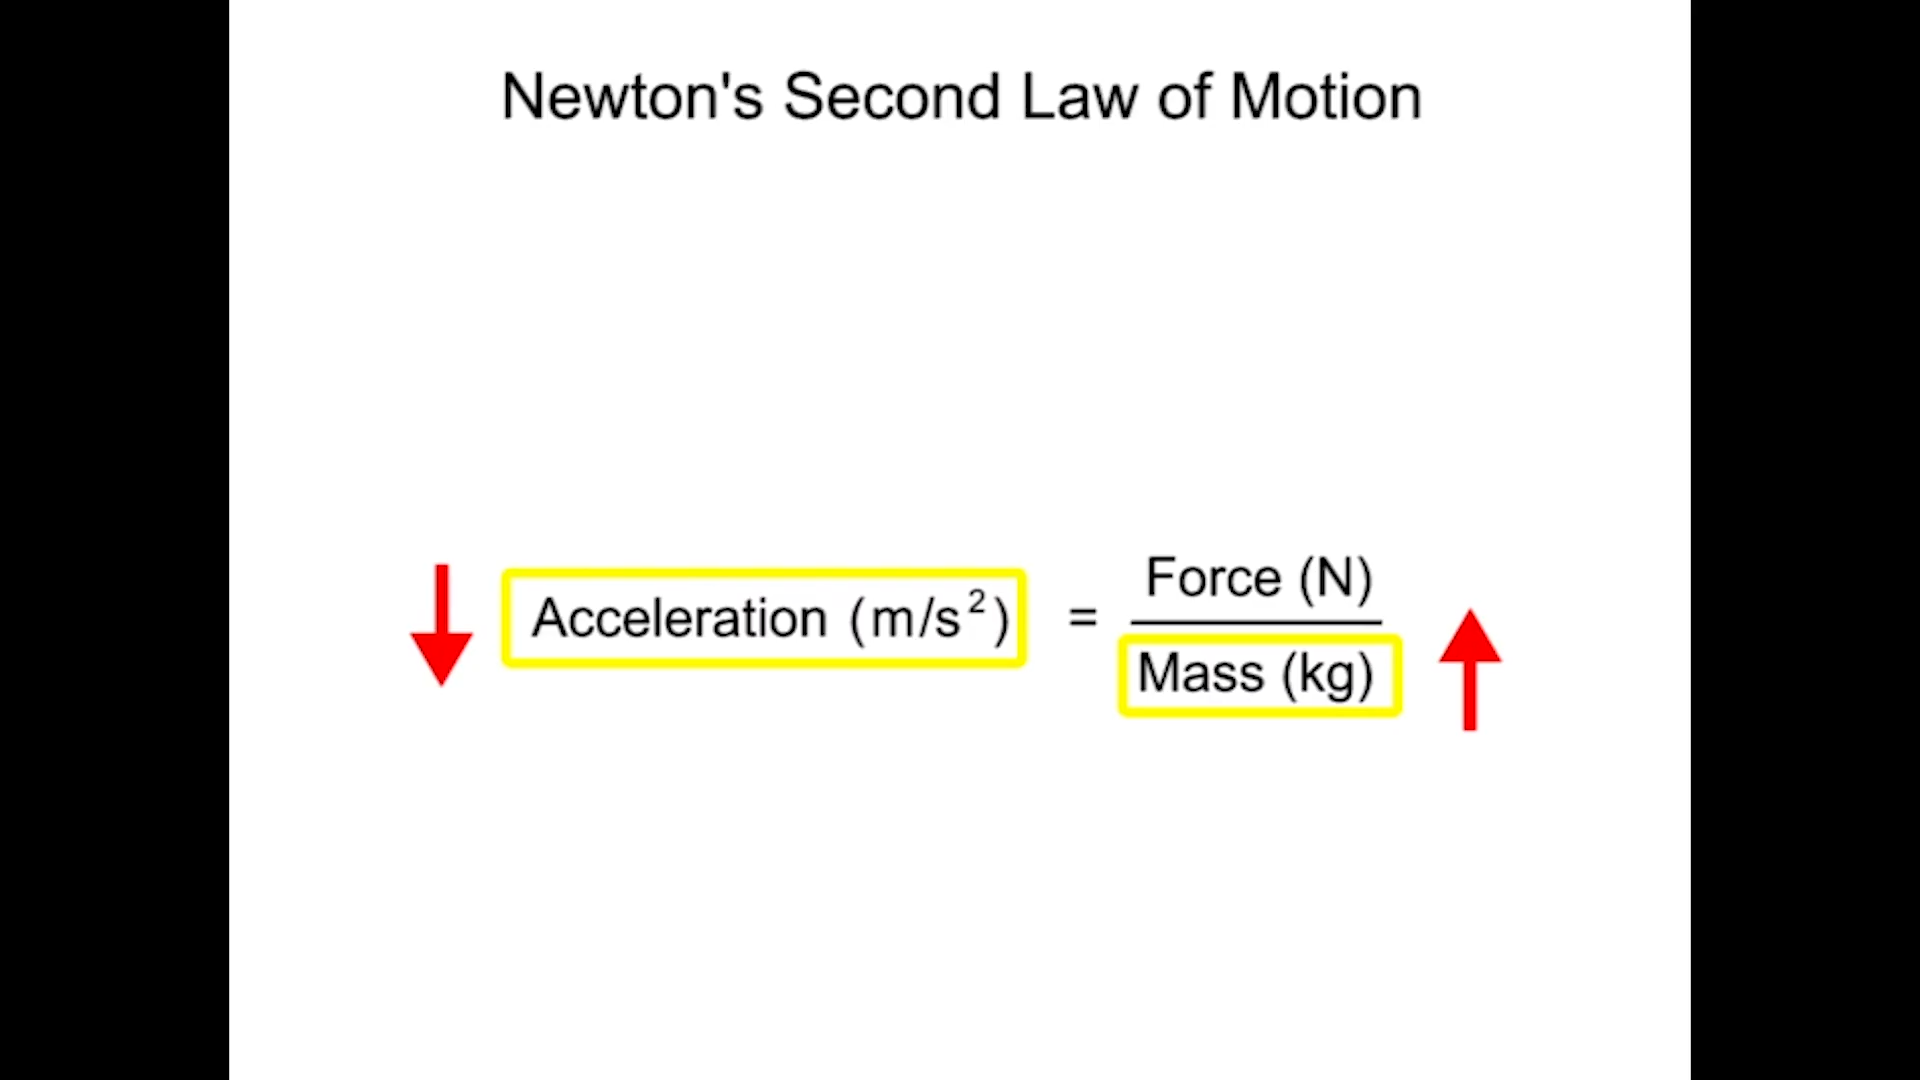 Newton's Second Law of Motion
Acceleration (m/s²) = Force (N)
Mass (kg)